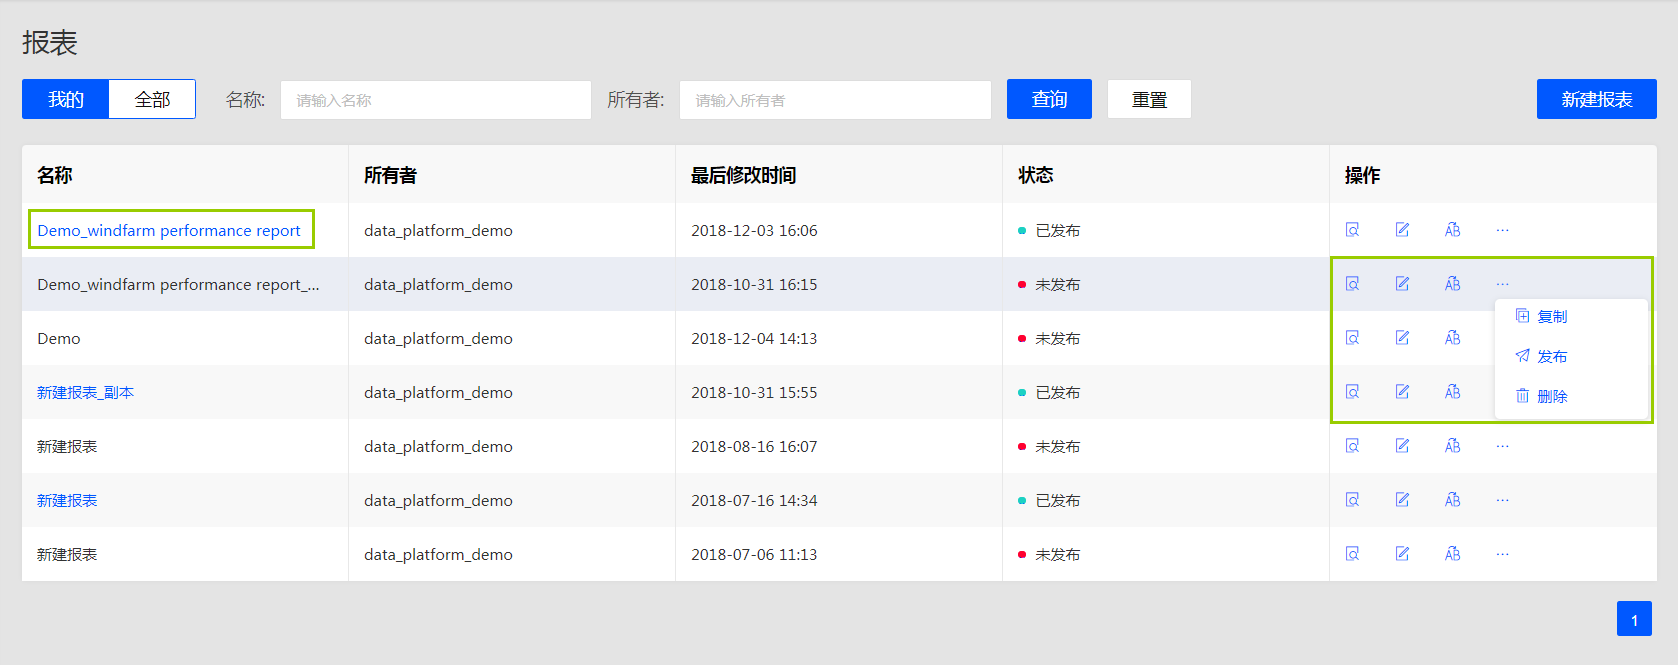 报表
我的 全部 名称: 请输入名称 所有者: 请输入所有者 查询 重置 新建报表
名称 所有者 最后修改时间 状态 操作
Demo_windfarm performance report data_platform_demo 2018-12-03 16:06 已发布 AB ...
Demo_windfarm performance report_... data_platform_demo 2018-10-31 16:15 未发布 AB ...
复制
Demo data_platform_demo 2018-12-04 14:13 未发布 AB
发布
新建报表_副本 data_platform_demo 2018-10-31 15:55 已发布 AB
删除
新建报表 data_platform_demo 2018-08-16 16:07 未发布 AB ...
新建报表 data_platform_demo 2018-07-16 14:34 已发布 AB ...
新建报表 data_platform_demo 2018-07-06 11:13 未发布 AB ...
1